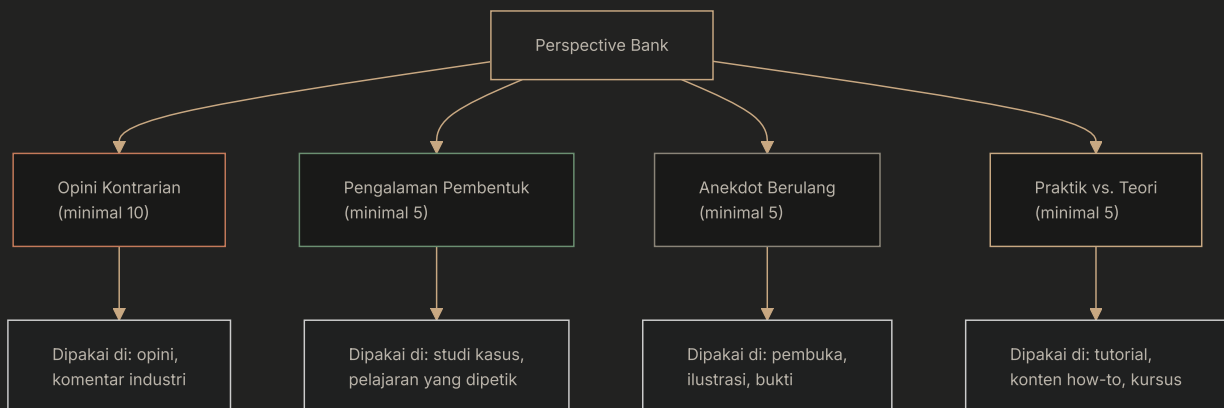 Perspective Bank
Opini Kontrarian
(minimal 10)
Pengalaman Pembentuk
(minimal 5)
Anekdot Berulang
(minimal 5)
Praktik vs. Teori
(minimal 5)
Dipakai di: opini,
komentar industri
Dipakai di: studi kasus,
pelajaran yang dipetik
Dipakai di: pembuka,
ilustrasi, bukti
Dipakai di: tutorial,
konten how-to, kursus